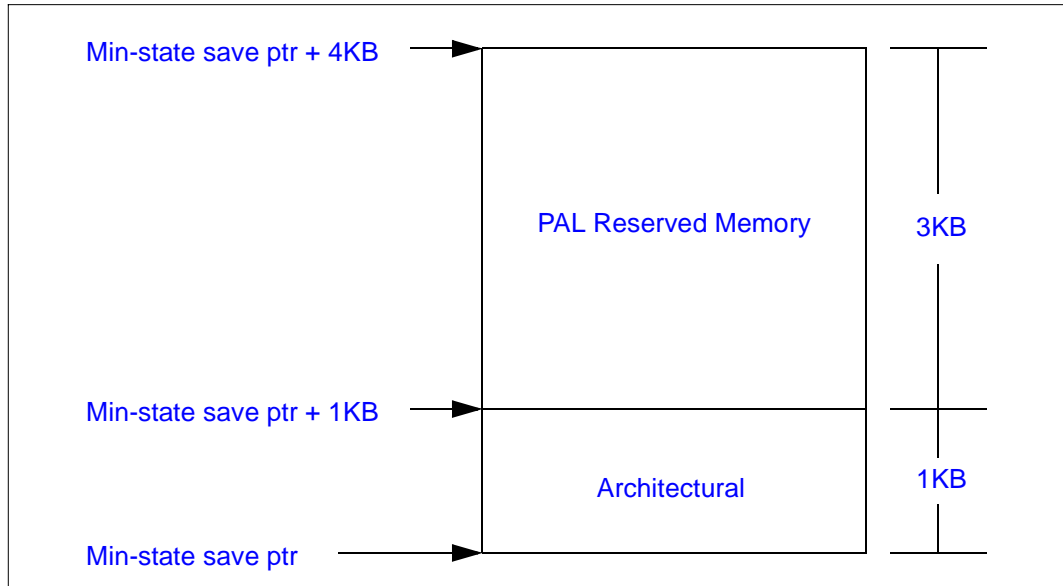 Min-state save ptr + 4KB
PAL Reserved Memory
3KB
Min-state save ptr + 1KB
Architectural
1KB
Min-state save ptr